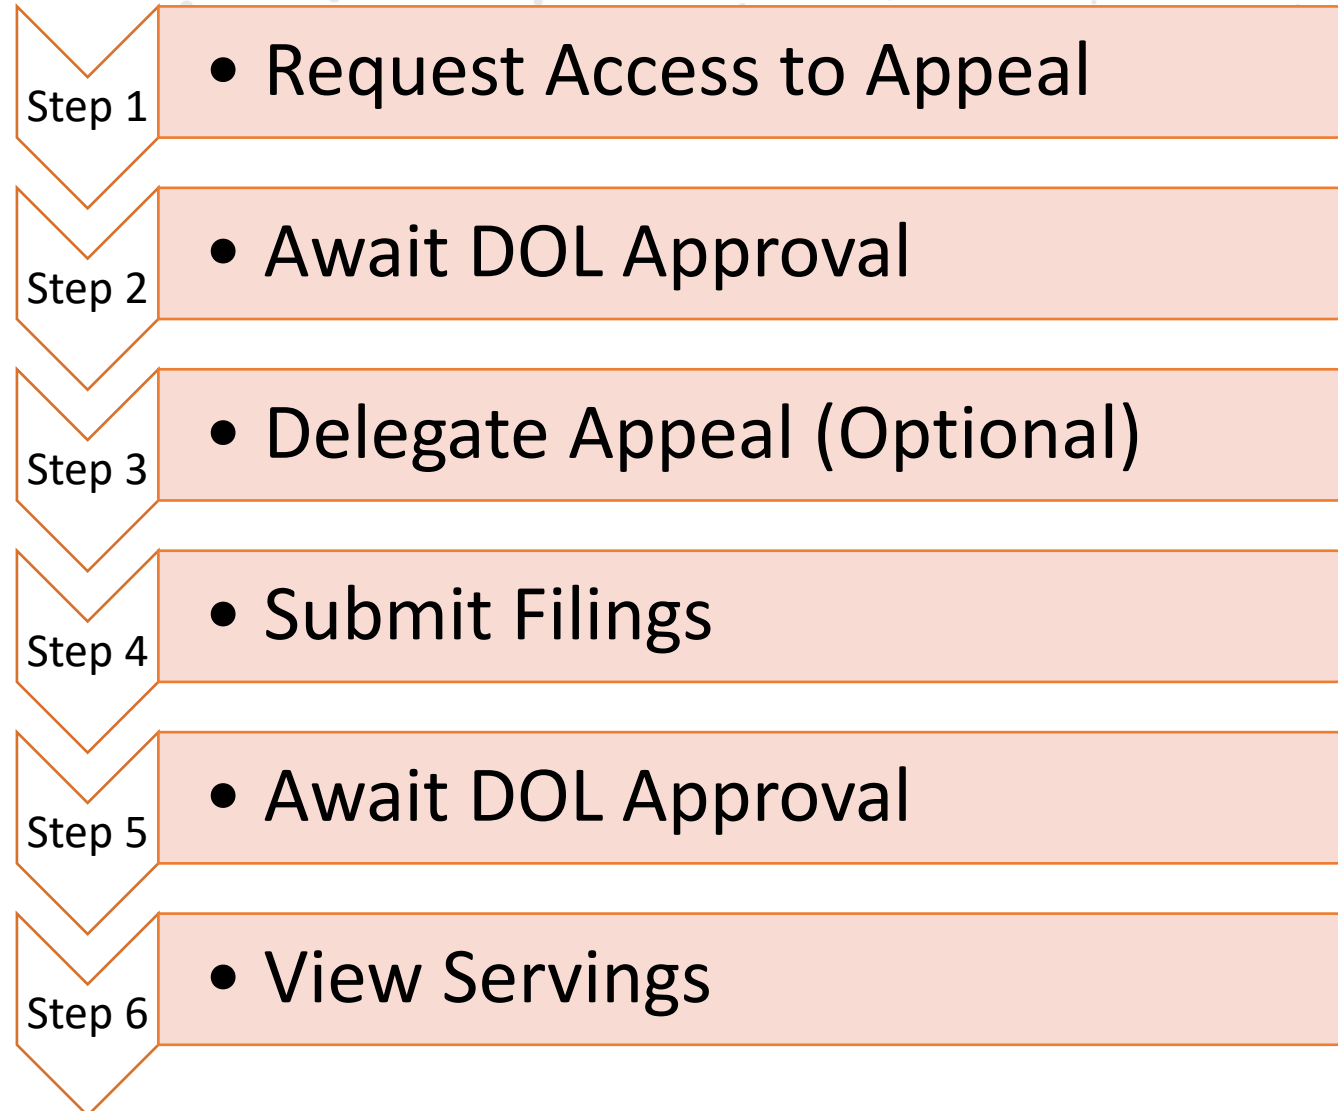 Step 1
• Request Access to Appeal
Step 2
• Await DOL Approval
Step 3
• Delegate Appeal (Optional)
Step 4
• Submit Filings
Step 5
• Await DOL Approval
Step 6
• View Servings